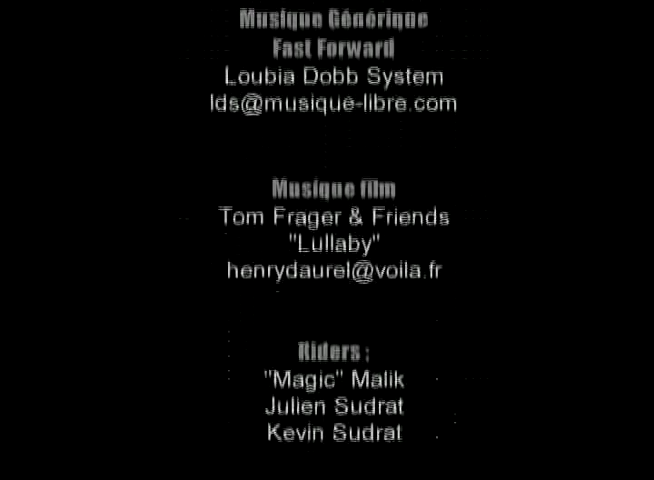 Musique Générique
Fast Forward
Loubia Dobb System
lds@musique-libre.com
Musique film
Tom Frager & Friends
"Lullaby"
henrydaurel@voila.fr
Riders :
"Magic" Malik
Julien Sudrat
Kevin Sudrat